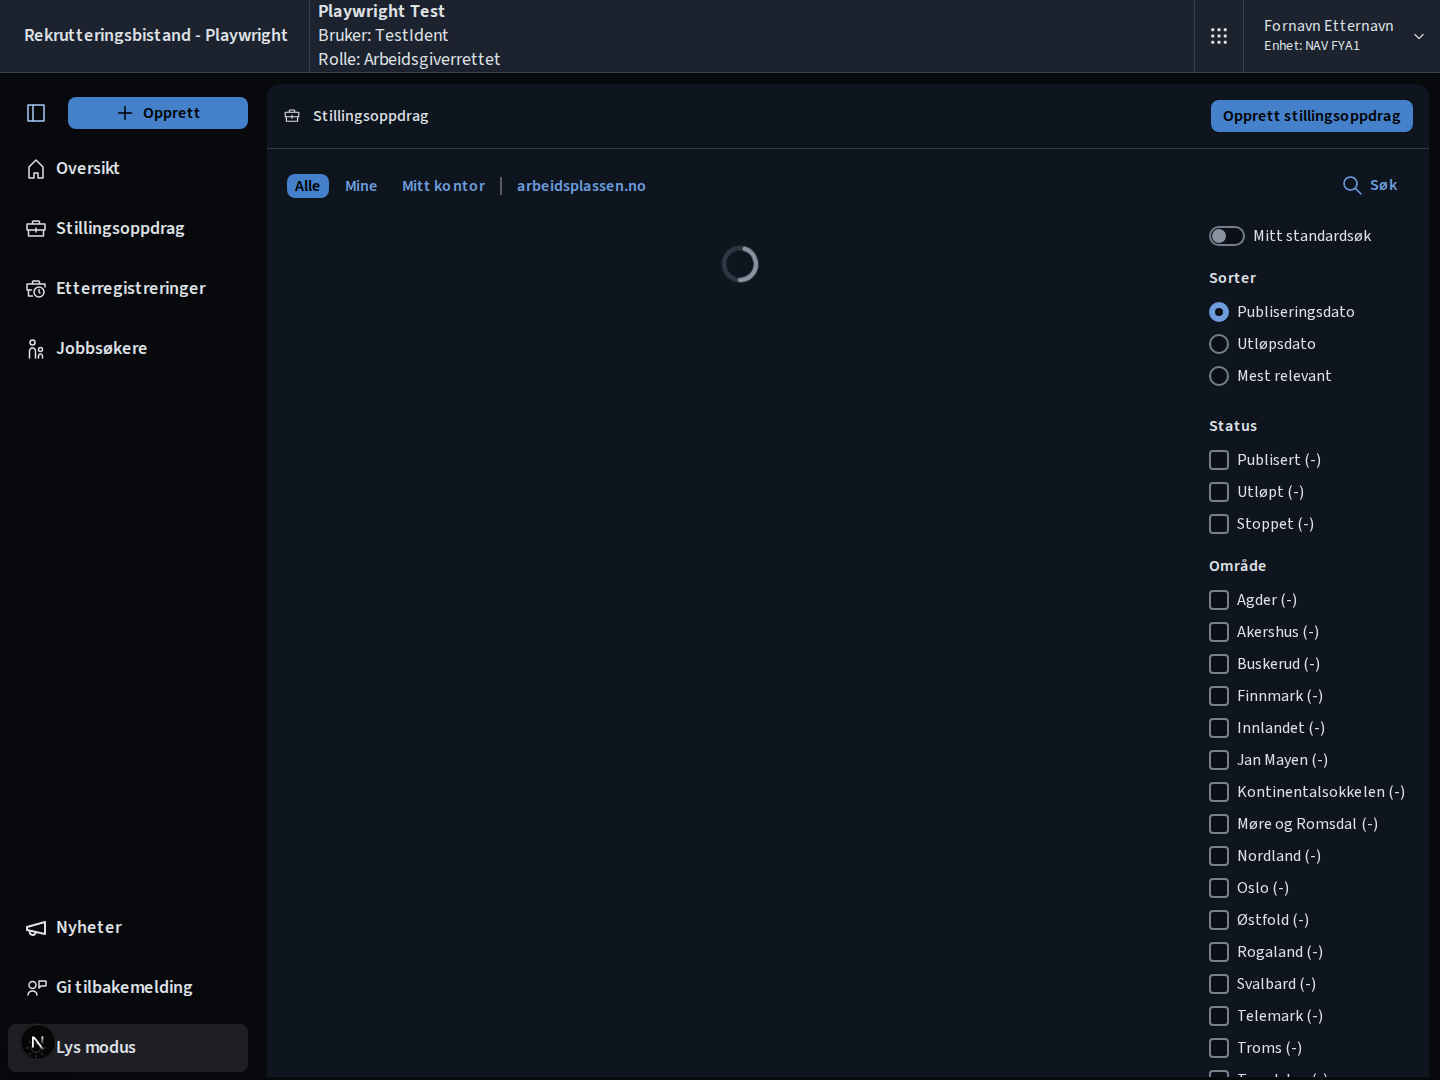 Rekrutteringsbistand - Playwright
Playwright Test
Bruker: TestIdent
Rolle: Arbeidsgiverrettet
Fornavn Etternavn
Enhet: NAV FYA1
Opprett
Oversikt
Stillingsoppdrag
Etterregistreringer
Jobbsøkere
Nyheter
Gi tilbakemelding
N
Lys modus
Stillingsoppdrag
Opprett stillingsoppdrag
Alle Mine Mitt kontor | arbeidsplassen.no
Søk
Mitt standardsøk
Sorter
Publiseringsdato
Utløpsdato
Mest relevant
Status
Publisert (-)
Utløpt (-)
Stoppet (-)
Område
Agder (-)
Akershus (-)
Buskerud (-)
Finnmark (-)
Innlandet (-)
Jan Mayen (-)
Kontinentalsokkelen (-)
Møre og Romsdal (-)
Nordland (-)
Oslo (-)
Østfold (-)
Rogaland (-)
Svalbard (-)
Telemark (-)
Troms (-)